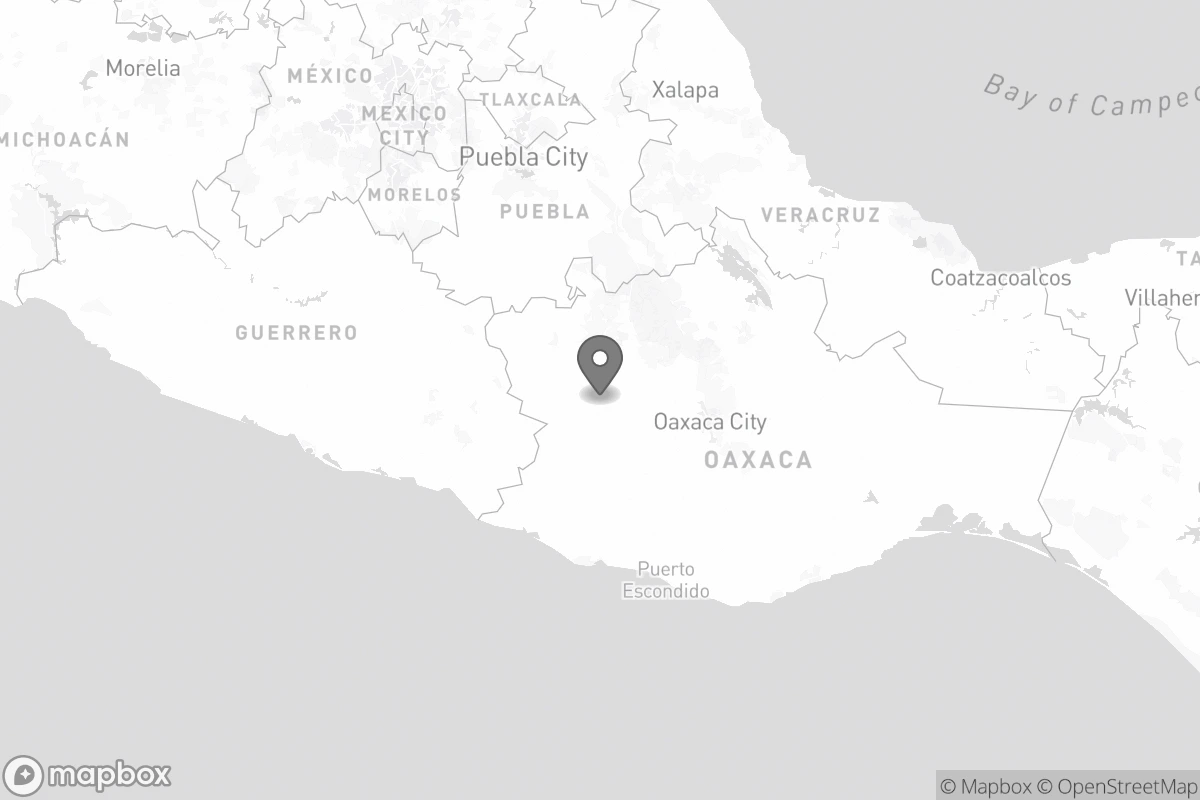 Morelia
MÉXICO
Xalapa
TLAXCALA
Bay of Campec
MEXICO
CITY
MICHOACÁN
Puebla City
MORELOS
PUEBLA
VERACRUZ
TA
Coatzacoalcos
Villaher
GUERRERO
Oaxaca City
OAXACA
Puerto
Escondido
mapbox
© Mapbox © OpenStreetMap